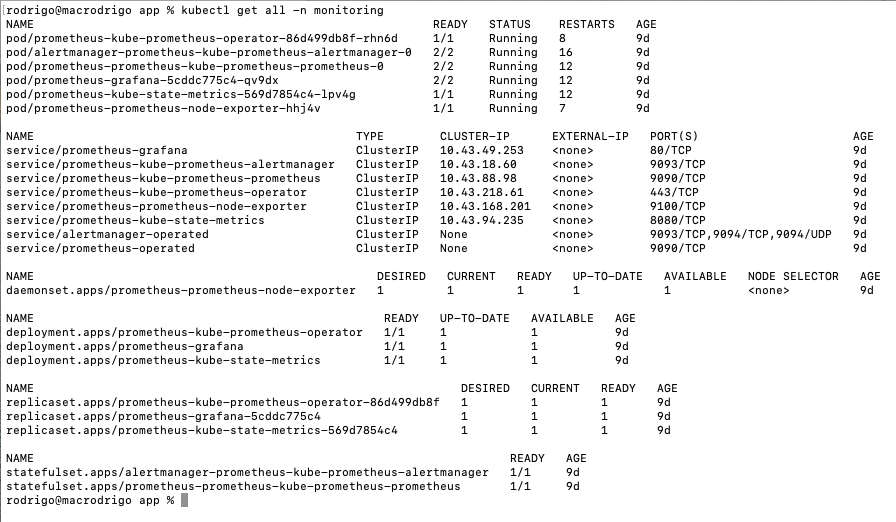 rodrigo@macrodrigo app % kubectl get all -n monitoring
NAME READY STATUS RESTARTS AGE
pod/prometheus-kube-prometheus-operator-86d499db8f-rhn6d 1/1 Running 8 9d
pod/alertmanager-prometheus-kube-prometheus-alertmanager-0 2/2 Running 16 9d
pod/prometheus-prometheus-kube-prometheus-prometheus-0 2/2 Running 12 9d
pod/prometheus-grafana-5cddc775c4-qv9dx 2/2 Running 12 9d
pod/prometheus-kube-state-metrics-569d7854c4-lpv4g 1/1 Running 12 9d
pod/prometheus-prometheus-node-exporter-hhj4v 1/1 Running 7 9d
NAME TYPE CLUSTER-IP EXTERNAL-IP PORT(S) AGE
service/prometheus-grafana ClusterIP 10.43.49.253 <none> 80/TCP 9d
service/prometheus-kube-prometheus-alertmanager ClusterIP 10.43.18.60 <none> 9093/TCP 9d
service/prometheus-kube-prometheus-prometheus ClusterIP 10.43.88.98 <none> 9090/TCP 9d
service/prometheus-kube-prometheus-operator ClusterIP 10.43.218.61 <none> 443/TCP 9d
service/prometheus-prometheus-node-exporter ClusterIP 10.43.168.201 <none> 9100/TCP 9d
service/prometheus-kube-state-metrics ClusterIP 10.43.94.235 <none> 8080/TCP 9d
service/alertmanager-operated ClusterIP None <none> 9093/TCP,9094/TCP,9094/UDP 9d
service/prometheus-operated ClusterIP None <none> 9090/TCP 9d
NAME DESIRED CURRENT READY UP-TO-DATE AVAILABLE NODE SELECTOR AGE
daemonset.apps/prometheus-prometheus-node-exporter 1 1 1 1 1 <none> 9d
NAME READY UP-TO-DATE AVAILABLE AGE
deployment.apps/prometheus-kube-prometheus-operator 1/1 1 1 9d
deployment.apps/prometheus-grafana 1/1 1 1 9d
deployment.apps/prometheus-kube-state-metrics 1/1 1 1 9d
NAME DESIRED CURRENT READY AGE
replicaset.apps/prometheus-kube-prometheus-operator-86d499db8f 1 1 1 9d
replicaset.apps/prometheus-grafana-5cddc775c4 1 1 1 9d
replicaset.apps/prometheus-kube-state-metrics-569d7854c4 1 1 1 9d
NAME READY AGE
statefulset.apps/alertmanager-prometheus-kube-prometheus-alertmanager 1/1 9d
statefulset.apps/prometheus-prometheus-kube-prometheus-prometheus 1/1 9d
rodrigo@macrodrigo app %